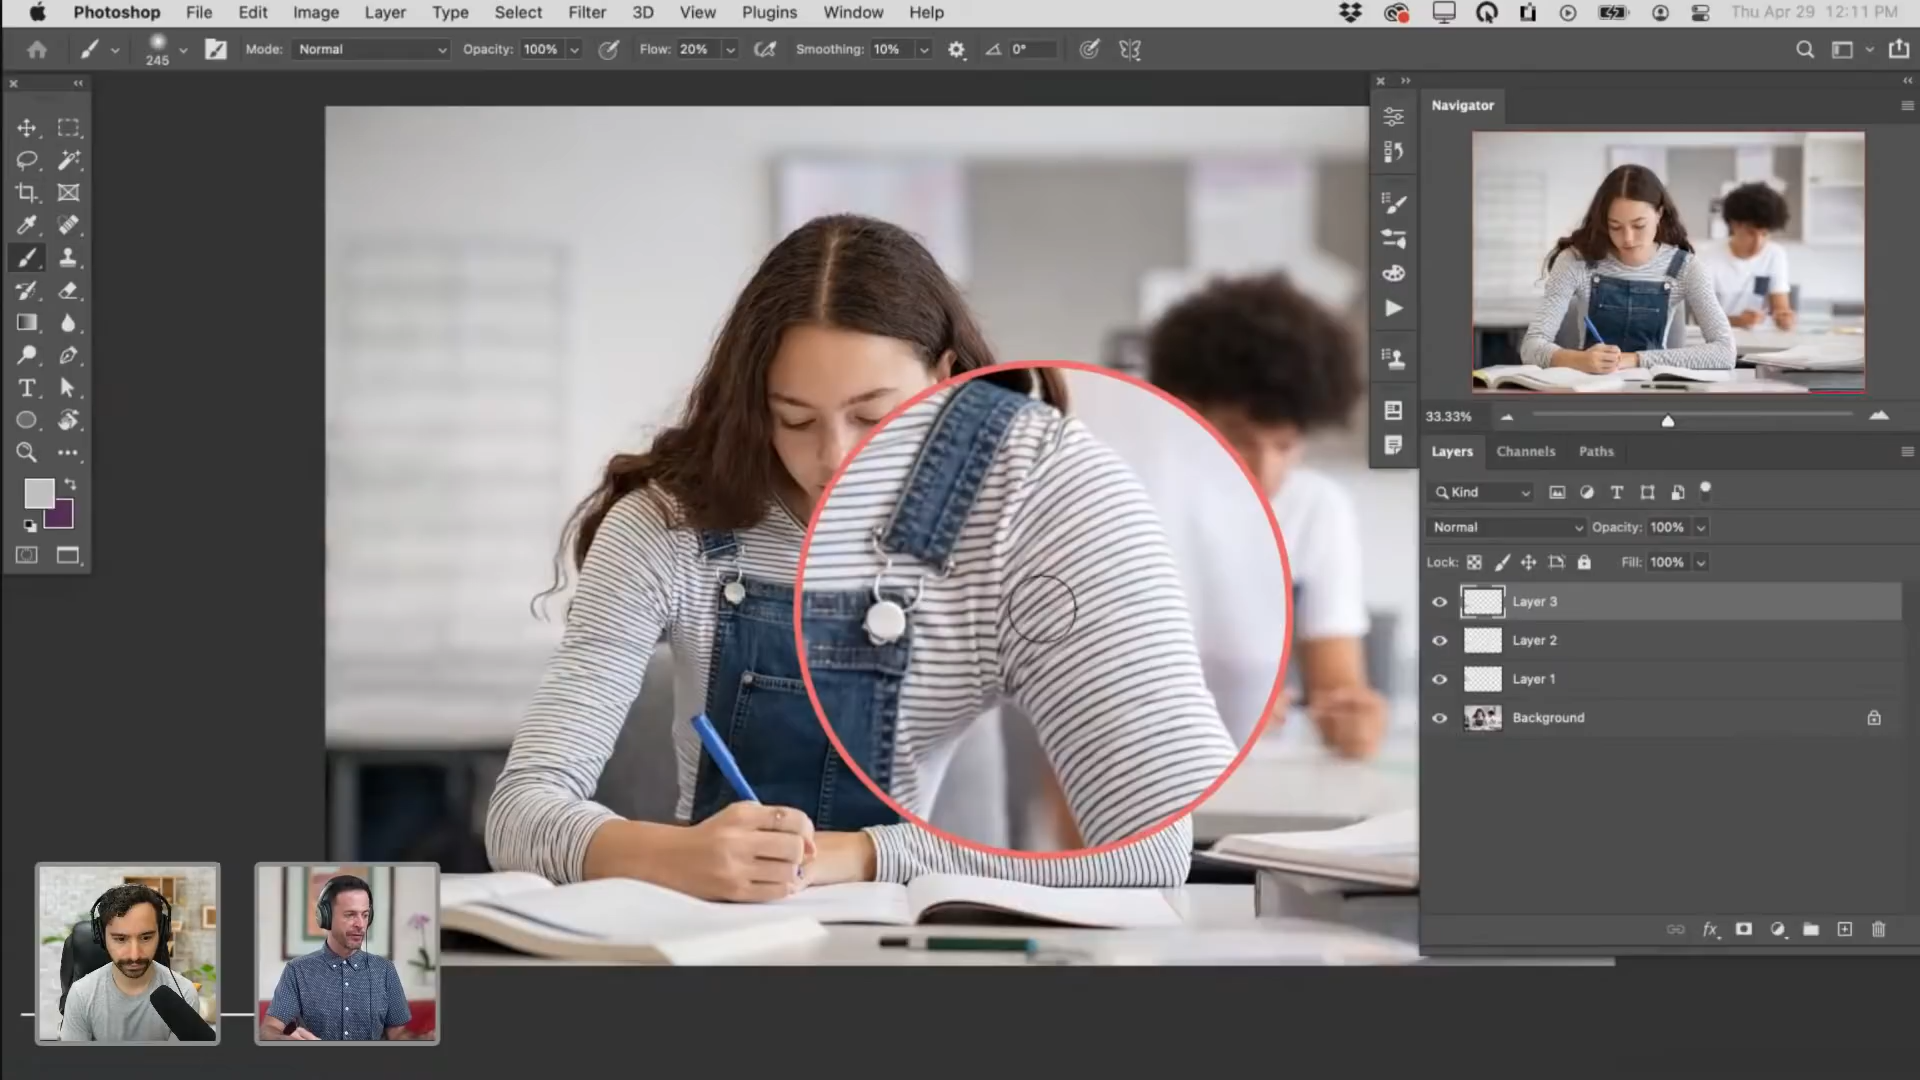 Photoshop File Edit Image Layer Type Select Filter 3D View Plugins Window Help Thu Apr 29 12:11 PM
245 Mode: Normal Opacity: 100% Flow: 20% Smoothing: 10% 0°
Navigator
33.33%
Layers Channels Paths
Kind
Normal Opacity: 100%
Lock: Fill: 100%
Layer 3
Layer 2
Layer 1
Background
fx